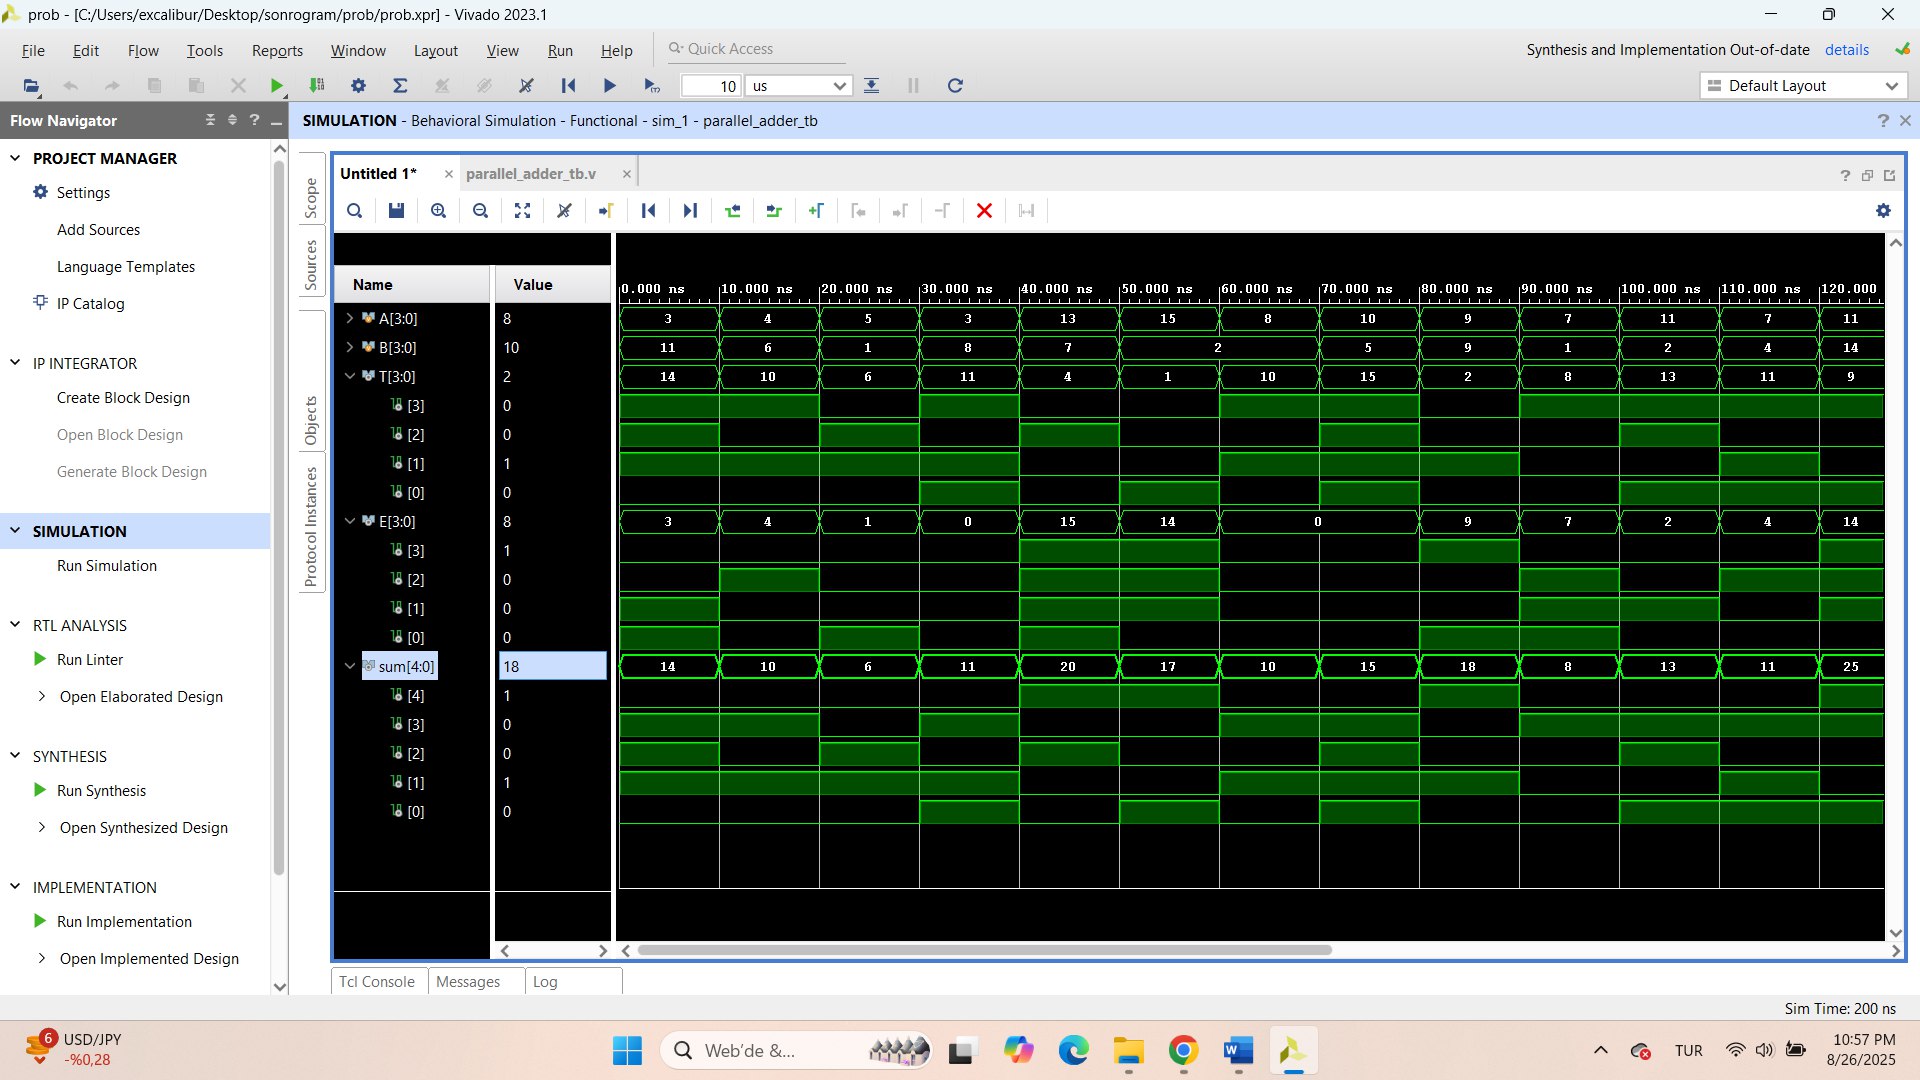 prob - [C:/Users/excalibur/Desktop/sonrogram/prob/prob.xpr] - Vivado 2023.1
File Edit Flow Tools Reports Window Layout View Run Help Quick Access
Synthesis and Implementation Out-of-date details
10 us
Default Layout
Flow Navigator
SIMULATION - Behavioral Simulation - Functional - sim_1 - parallel_adder_tb
PROJECT MANAGER
Settings
Add Sources
Language Templates
IP Catalog
IP INTEGRATOR
Create Block Design
Open Block Design
Generate Block Design
SIMULATION
Run Simulation
RTL ANALYSIS
Run Linter
Open Elaborated Design
SYNTHESIS
Run Synthesis
Open Synthesized Design
IMPLEMENTATION
Run Implementation
Open Implemented Design
Scope
Sources
Objects
Protocol Instances
Untitled 1* parallel_adder_tb.v
Name Value
0.000 ns 10.000 ns 20.000 ns 30.000 ns 40.000 ns 50.000 ns 60.000 ns 70.000 ns 80.000 ns 90.000 ns 100.000 ns 110.000 ns 120.000
A[3:0] 8 3 4 5 3 13 15 8 10 9 7 11 7 11
B[3:0] 10 11 6 1 8 7 2 5 9 1 2 4 14
T[3:0] 2 14 10 6 11 4 1 10 15 2 8 13 11 9
[3] 0
[2] 0
[1] 1
[0] 0
E[3:0] 8 3 4 1 0 15 14 0 9 7 2 4 14
[3] 1
[2] 0
[1] 0
[0] 0
sum[4:0] 18 14 10 6 11 20 17 10 15 18 8 13 11 25
[4] 1
[3] 0
[2] 0
[1] 1
[0] 0
Tcl Console Messages Log
Sim Time: 200 ns
6
USD/JPY
-%0,28
Web'de &...
TUR
10:57 PM
8/26/2025